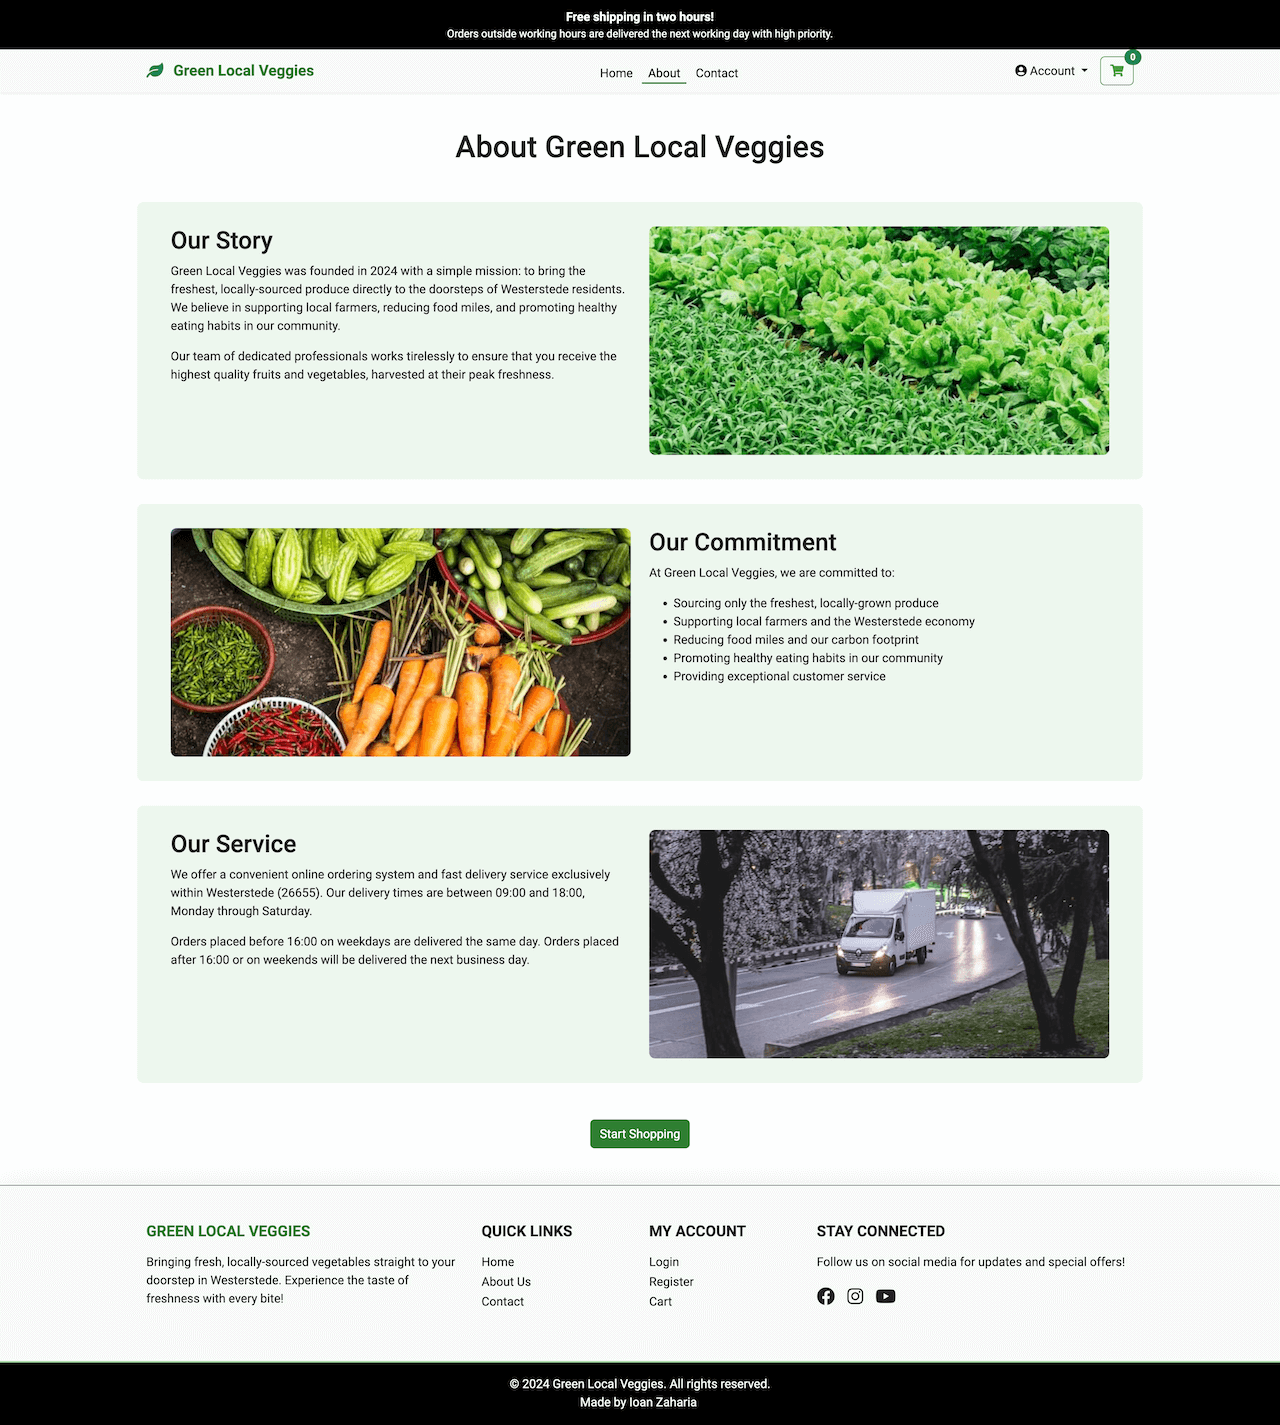 Free shipping in two hours!
Orders outside working hours are delivered the next working day with high priority.
Green Local Veggies
Home
About
Contact
Account
0
About Green Local Veggies
Our Story
Green Local Veggies was founded in 2024 with a simple mission: to bring the
freshest, locally-sourced produce directly to the doorsteps of Westerstede residents.
We believe in supporting local farmers, reducing food miles, and promoting healthy
eating habits in our community.
Our team of dedicated professionals works tirelessly to ensure that you receive the
highest quality fruits and vegetables, harvested at their peak freshness.
Our Commitment
At Green Local Veggies, we are committed to:
• Sourcing only the freshest, locally-grown produce
• Supporting local farmers and the Westerstede economy
• Reducing food miles and our carbon footprint
• Promoting healthy eating habits in our community
• Providing exceptional customer service
Our Service
We offer a convenient online ordering system and fast delivery service exclusively
within Westerstede (26655). Our delivery times are between 09:00 and 18:00,
Monday through Saturday.
Orders placed before 16:00 on weekdays are delivered the same day. Orders placed
after 16:00 or on weekends will be delivered the next business day.
Start Shopping
GREEN LOCAL VEGGIES
Bringing fresh, locally-sourced vegetables straight to your
doorstep in Westerstede. Experience the taste of
freshness with every bite!
QUICK LINKS
Home
About Us
Contact
MY ACCOUNT
Login
Register
Cart
STAY CONNECTED
Follow us on social media for updates and special offers!
© 2024 Green Local Veggies. All rights reserved.
Made by Ioan Zaharia